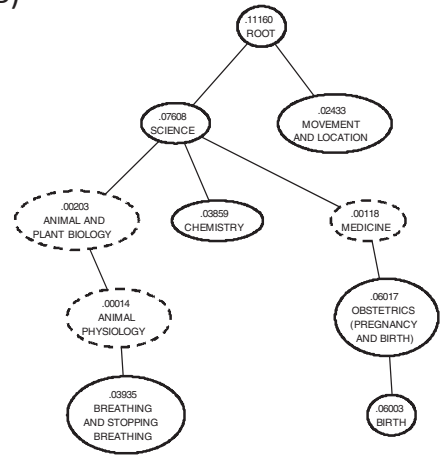 .11160
ROOT
.07608
SCIENCE
.02433
MOVEMENT
AND LOCATION
.00203
ANIMAL AND
PLANT BIOLOGY
.03859
CHEMISTRY
.00118
MEDICINE
.00014
ANIMAL
PHYSIOLOGY
.06017
OBSTETRICS
(PREGNANCY
AND BIRTH)
.03935
BREATHING
AND STOPPING
BREATHING
.06003
BIRTH